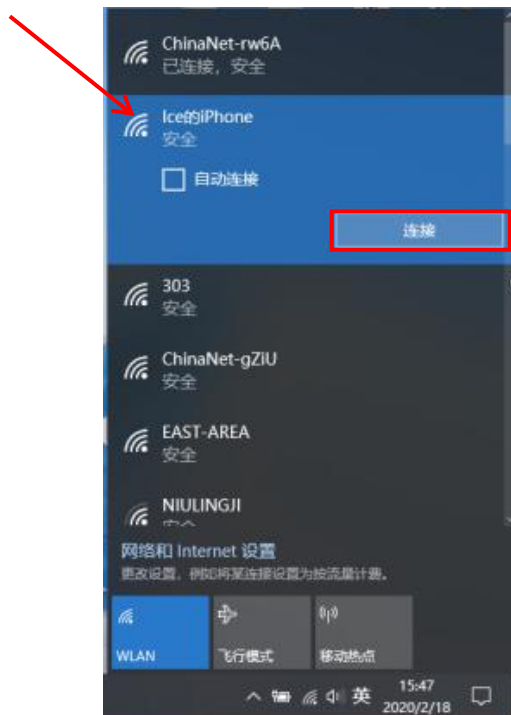 ChinaNet-rw6A
已连接，安全
Ice的iPhone
安全
自动连接
连接
303
安全
ChinaNet-gZiU
安全
EAST-AREA
安全
NIULINGJI
网络和 Internet 设置
更改设置，例如将某连接设置为按流量计费。
WLAN
飞行模式
移动热点
英
15:47
2020/2/18